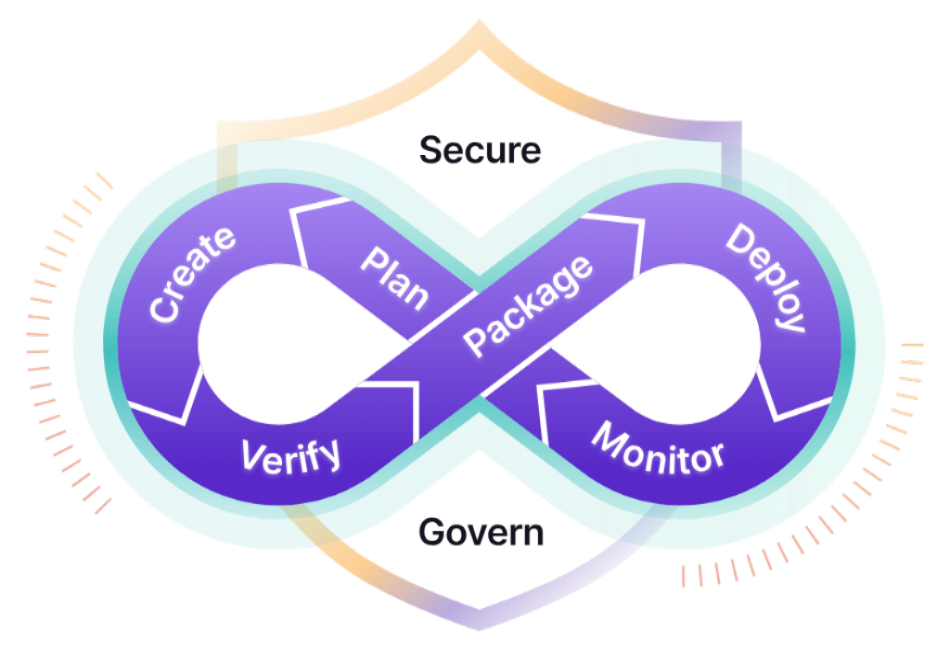 Secure
Create
Plan
Package
Deploy
Verify
Monitor
Govern